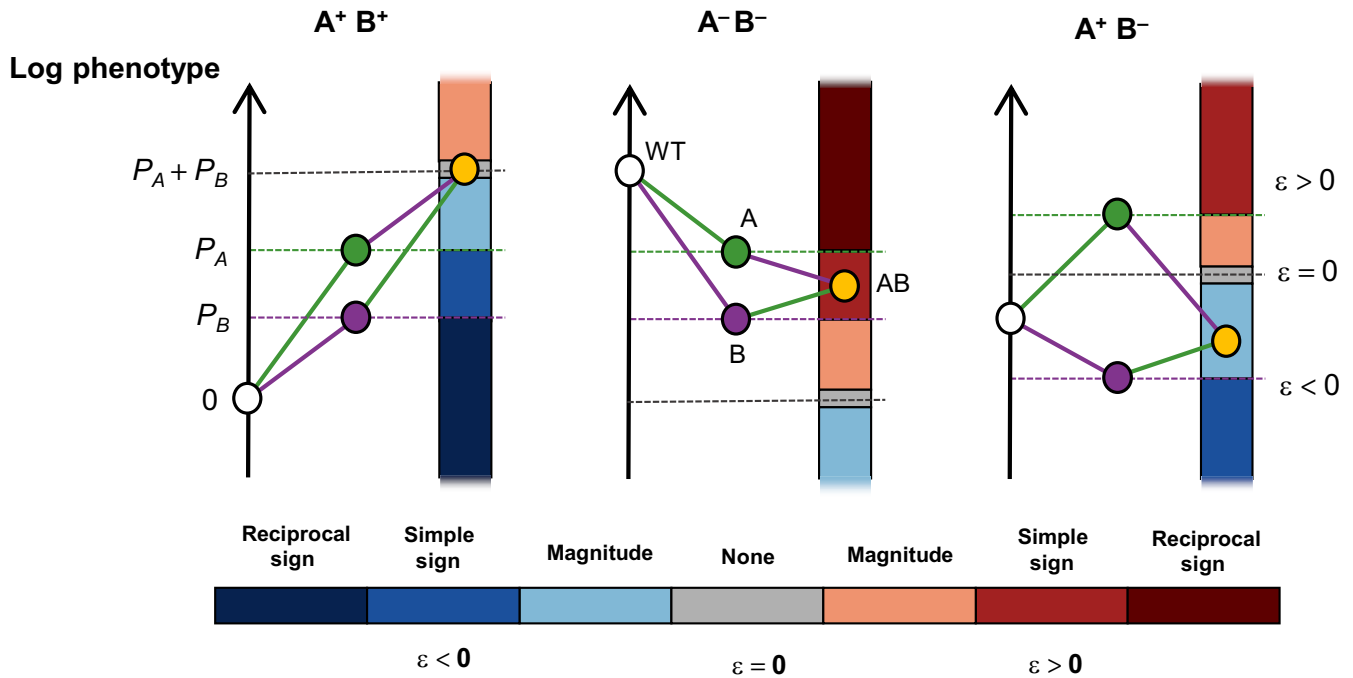 A⁺ B⁺
A⁻ B⁻
A⁺ B⁻
Log phenotype
P_A + P_B
P_A
P_B
0
WT
A
B
AB
ε > 0
ε = 0
ε < 0
Reciprocal
sign
Simple
sign
Magnitude
None
Magnitude
Simple
sign
Reciprocal
sign
ε < 0
ε = 0
ε > 0